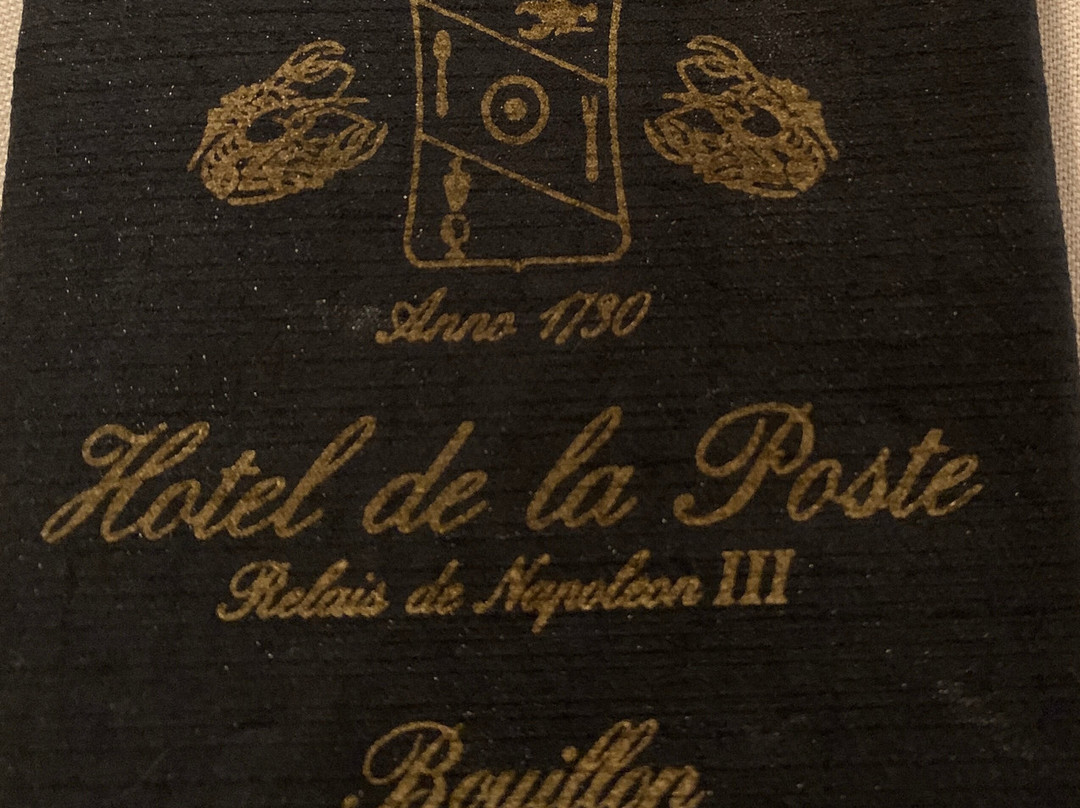 Anno 1730
Hotel de la Poste
Relais de Napoleon III
Bouillon